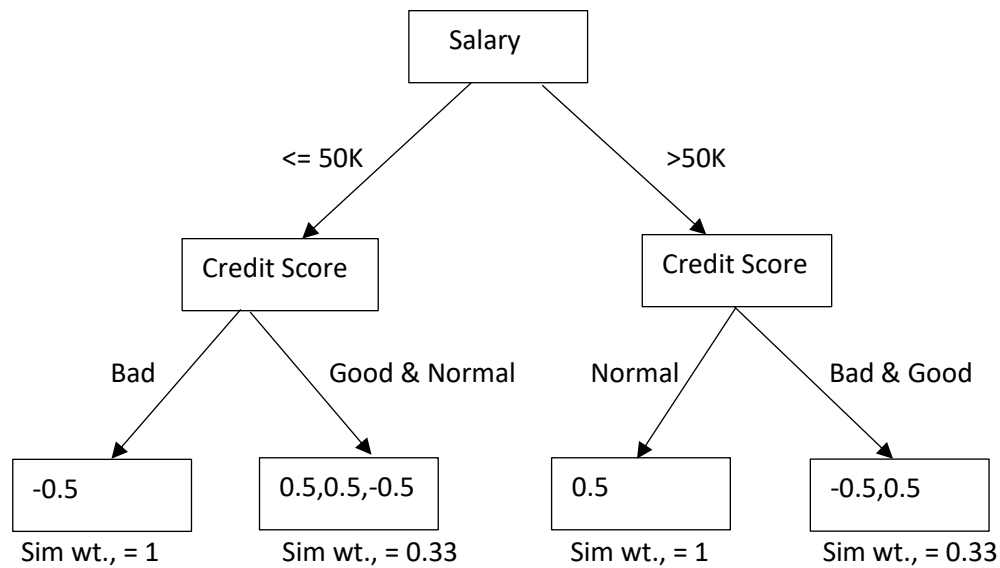 Salary
<= 50K
>50K
Credit Score
Credit Score
Bad
Good & Normal
Normal
Bad & Good
-0.5
0.5,0.5,-0.5
0.5
-0.5,0.5
Sim wt., = 1
Sim wt., = 0.33
Sim wt., = 1
Sim wt., = 0.33